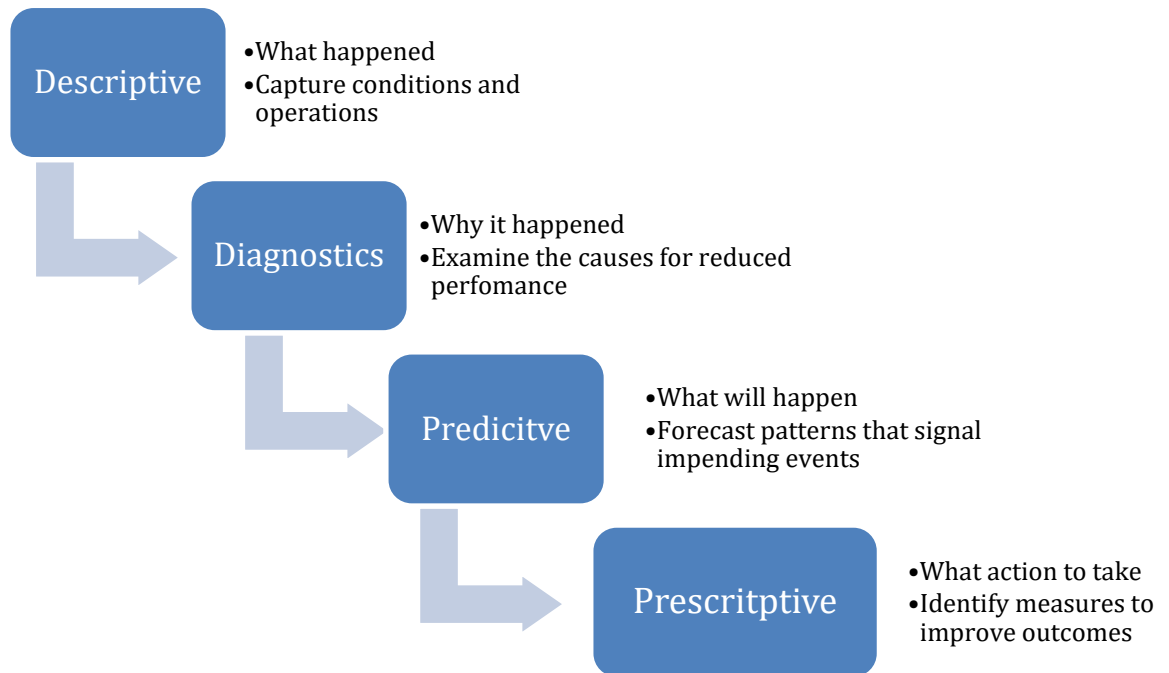 Descriptive
•What happened
•Capture conditions and
operations
Diagnostics
•Why it happened
•Examine the causes for reduced
perfomance
Predicitve
•What will happen
•Forecast patterns that signal
impending events
Prescritptive
•What action to take
•Identify measures to
improve outcomes